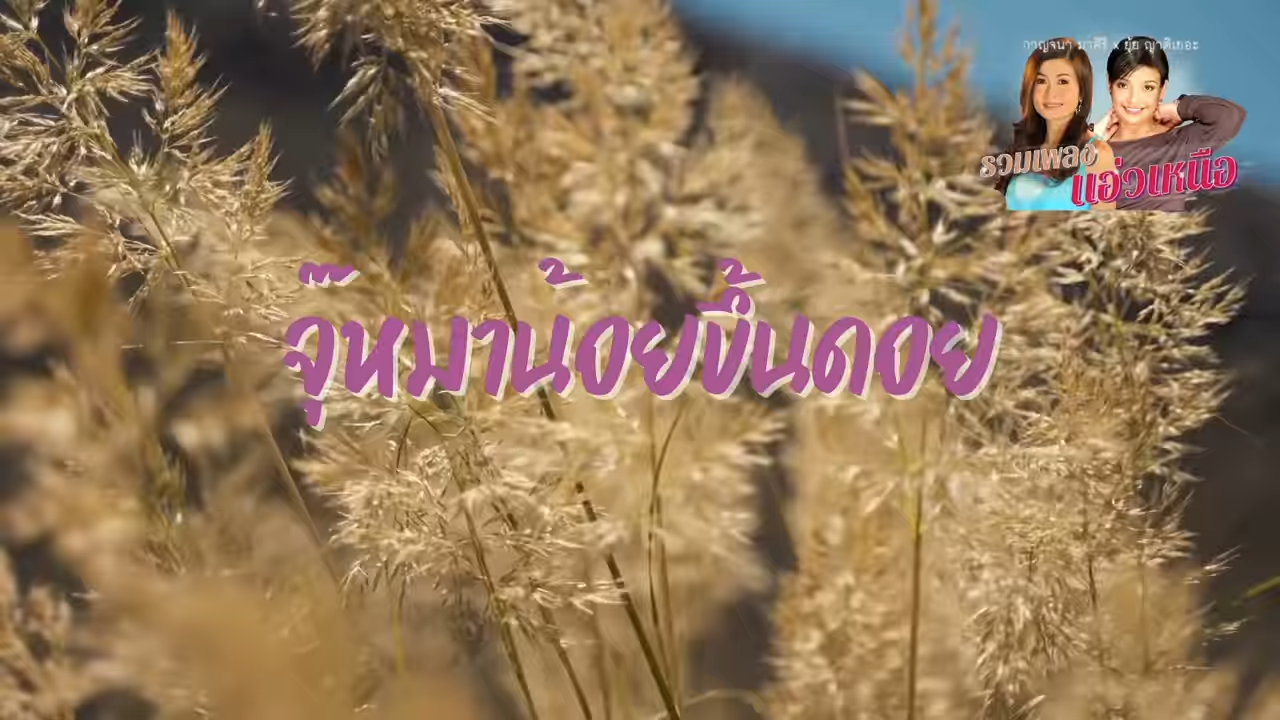 กาญจนา มาศิริ x ยุ้ย ญาติเยอะ
รวมเพลง
แอ่วเหนือ
จุ๊หมาน้อยขึ้นดอย